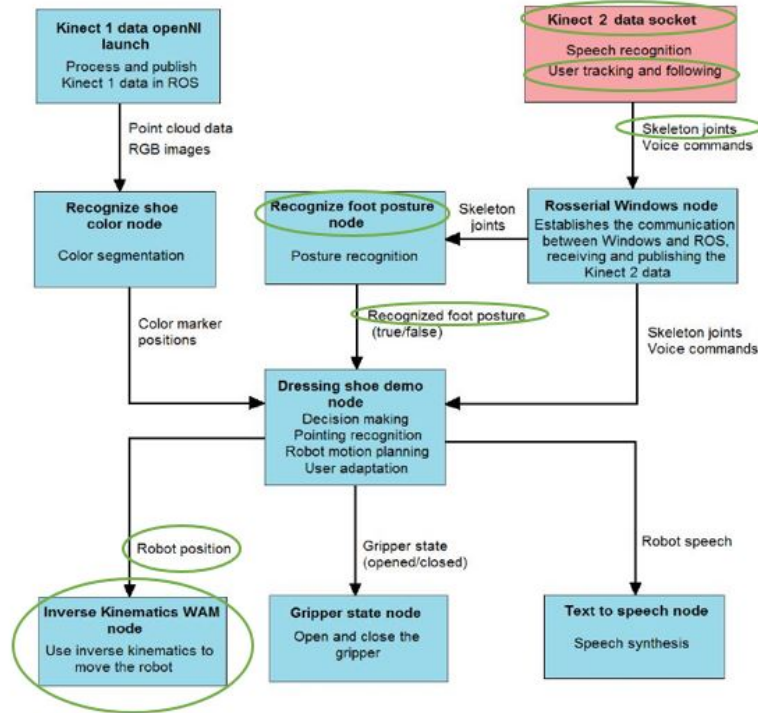 Kinect 1 data openNI
launch
Process and publish
Kinect 1 data in ROS
Kinect 2 data socket
Speech recognition
User tracking and following
Point cloud data
RGB images
Skeleton joints
Voice commands
Recognize shoe
color node
Color segmentation
Recognize foot posture
node
Posture recognition
Skeleton
joints
Rosserial Windows node
Establishes the communication
between Windows and ROS,
receiving and publishing the
Kinect 2 data
Color marker
positions
Recognized foot posture
(true/false)
Skeleton joints
Voice commands
Dressing shoe demo
node
Decision making
Pointing recognition
Robot motion planning
User adaptation
Robot position
Gripper state
(opened/closed)
Robot speech
Inverse Kinematics WAM
node
Use inverse kinematics to
move the robot
Gripper state node
Open and close the
gripper
Text to speech node
Speech synthesis